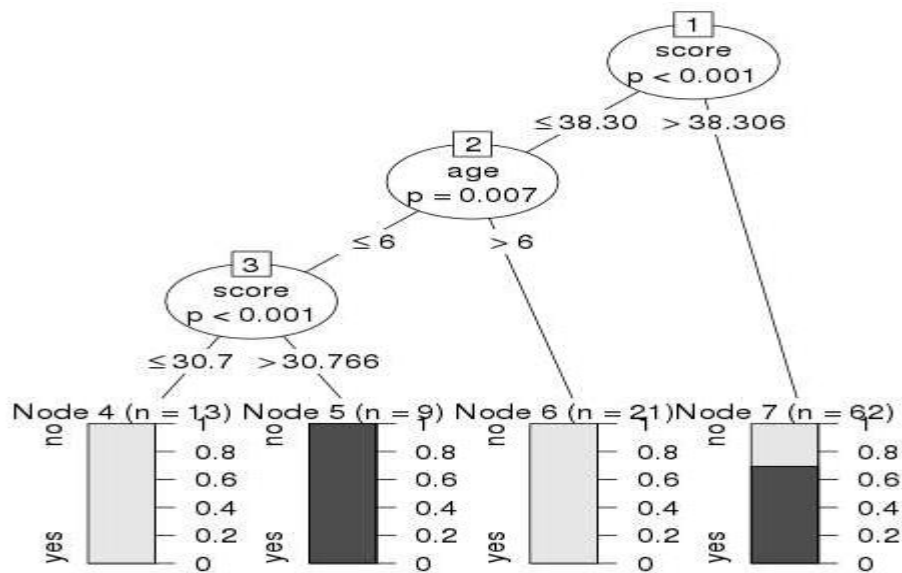 1
score
p < 0.001
≤38.30 >38.306
2
age
p = 0.007
≤ 6 > 6
3
score
p < 0.001
≤30.7 >30.766
Node 4 (n = 13) Node 5 (n = 9) Node 6 (n = 21) Node 7 (n = 62)
no 1 no 1 no 1 no 1
0.8 0.8 0.8 0.8
0.6 0.6 0.6 0.6
0.4 0.4 0.4 0.4
0.2 0.2 0.2 0.2
yes 0 yes 0 yes 0 yes 0